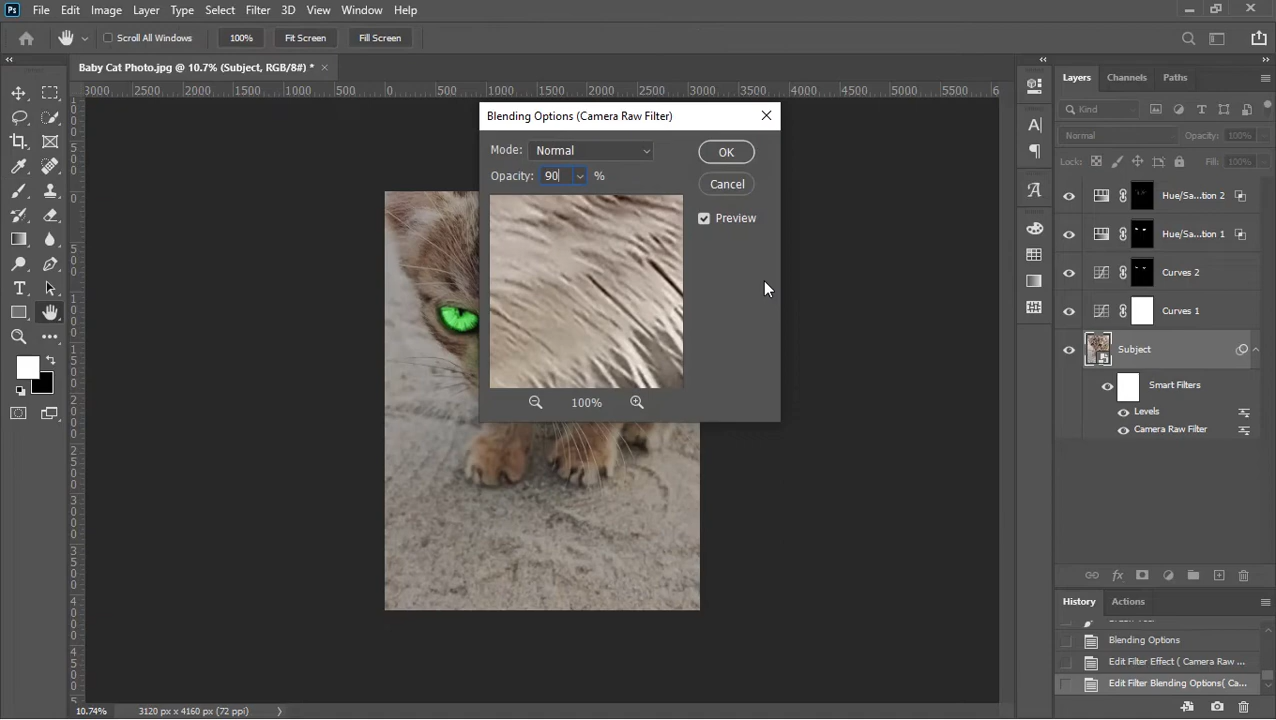 Ps File Edit Image Layer Type Select Filter 3D View Window Help
Scroll All Windows 100% Fit Screen Fill Screen
Baby Cat Photo.jpg @ 10.7% (Subject, RGB/8#) *
3000 2500 2000 1500 1000 500 0 500 1000 1500 2000 2500 3000 3500 4000 4500 5000 5500 6
Blending Options (Camera Raw Filter)
Mode: Normal
OK
Opacity: 90 %
Cancel
Preview
100%
Layers Channels Paths
Kind
Normal Opacity: 100%
Lock: Fill: 100%
Hue/Sa...tion 2
Hue/Sa...tion 1
Curves 2
Curves 1
Subject
Smart Filters
Levels
Camera Raw Filter
History Actions
Blending Options
Edit Filter Effect ( Camera Raw ...
Edit Filter Blending Options( Ca...
10.74% 3120 px x 4160 px (72 ppi)